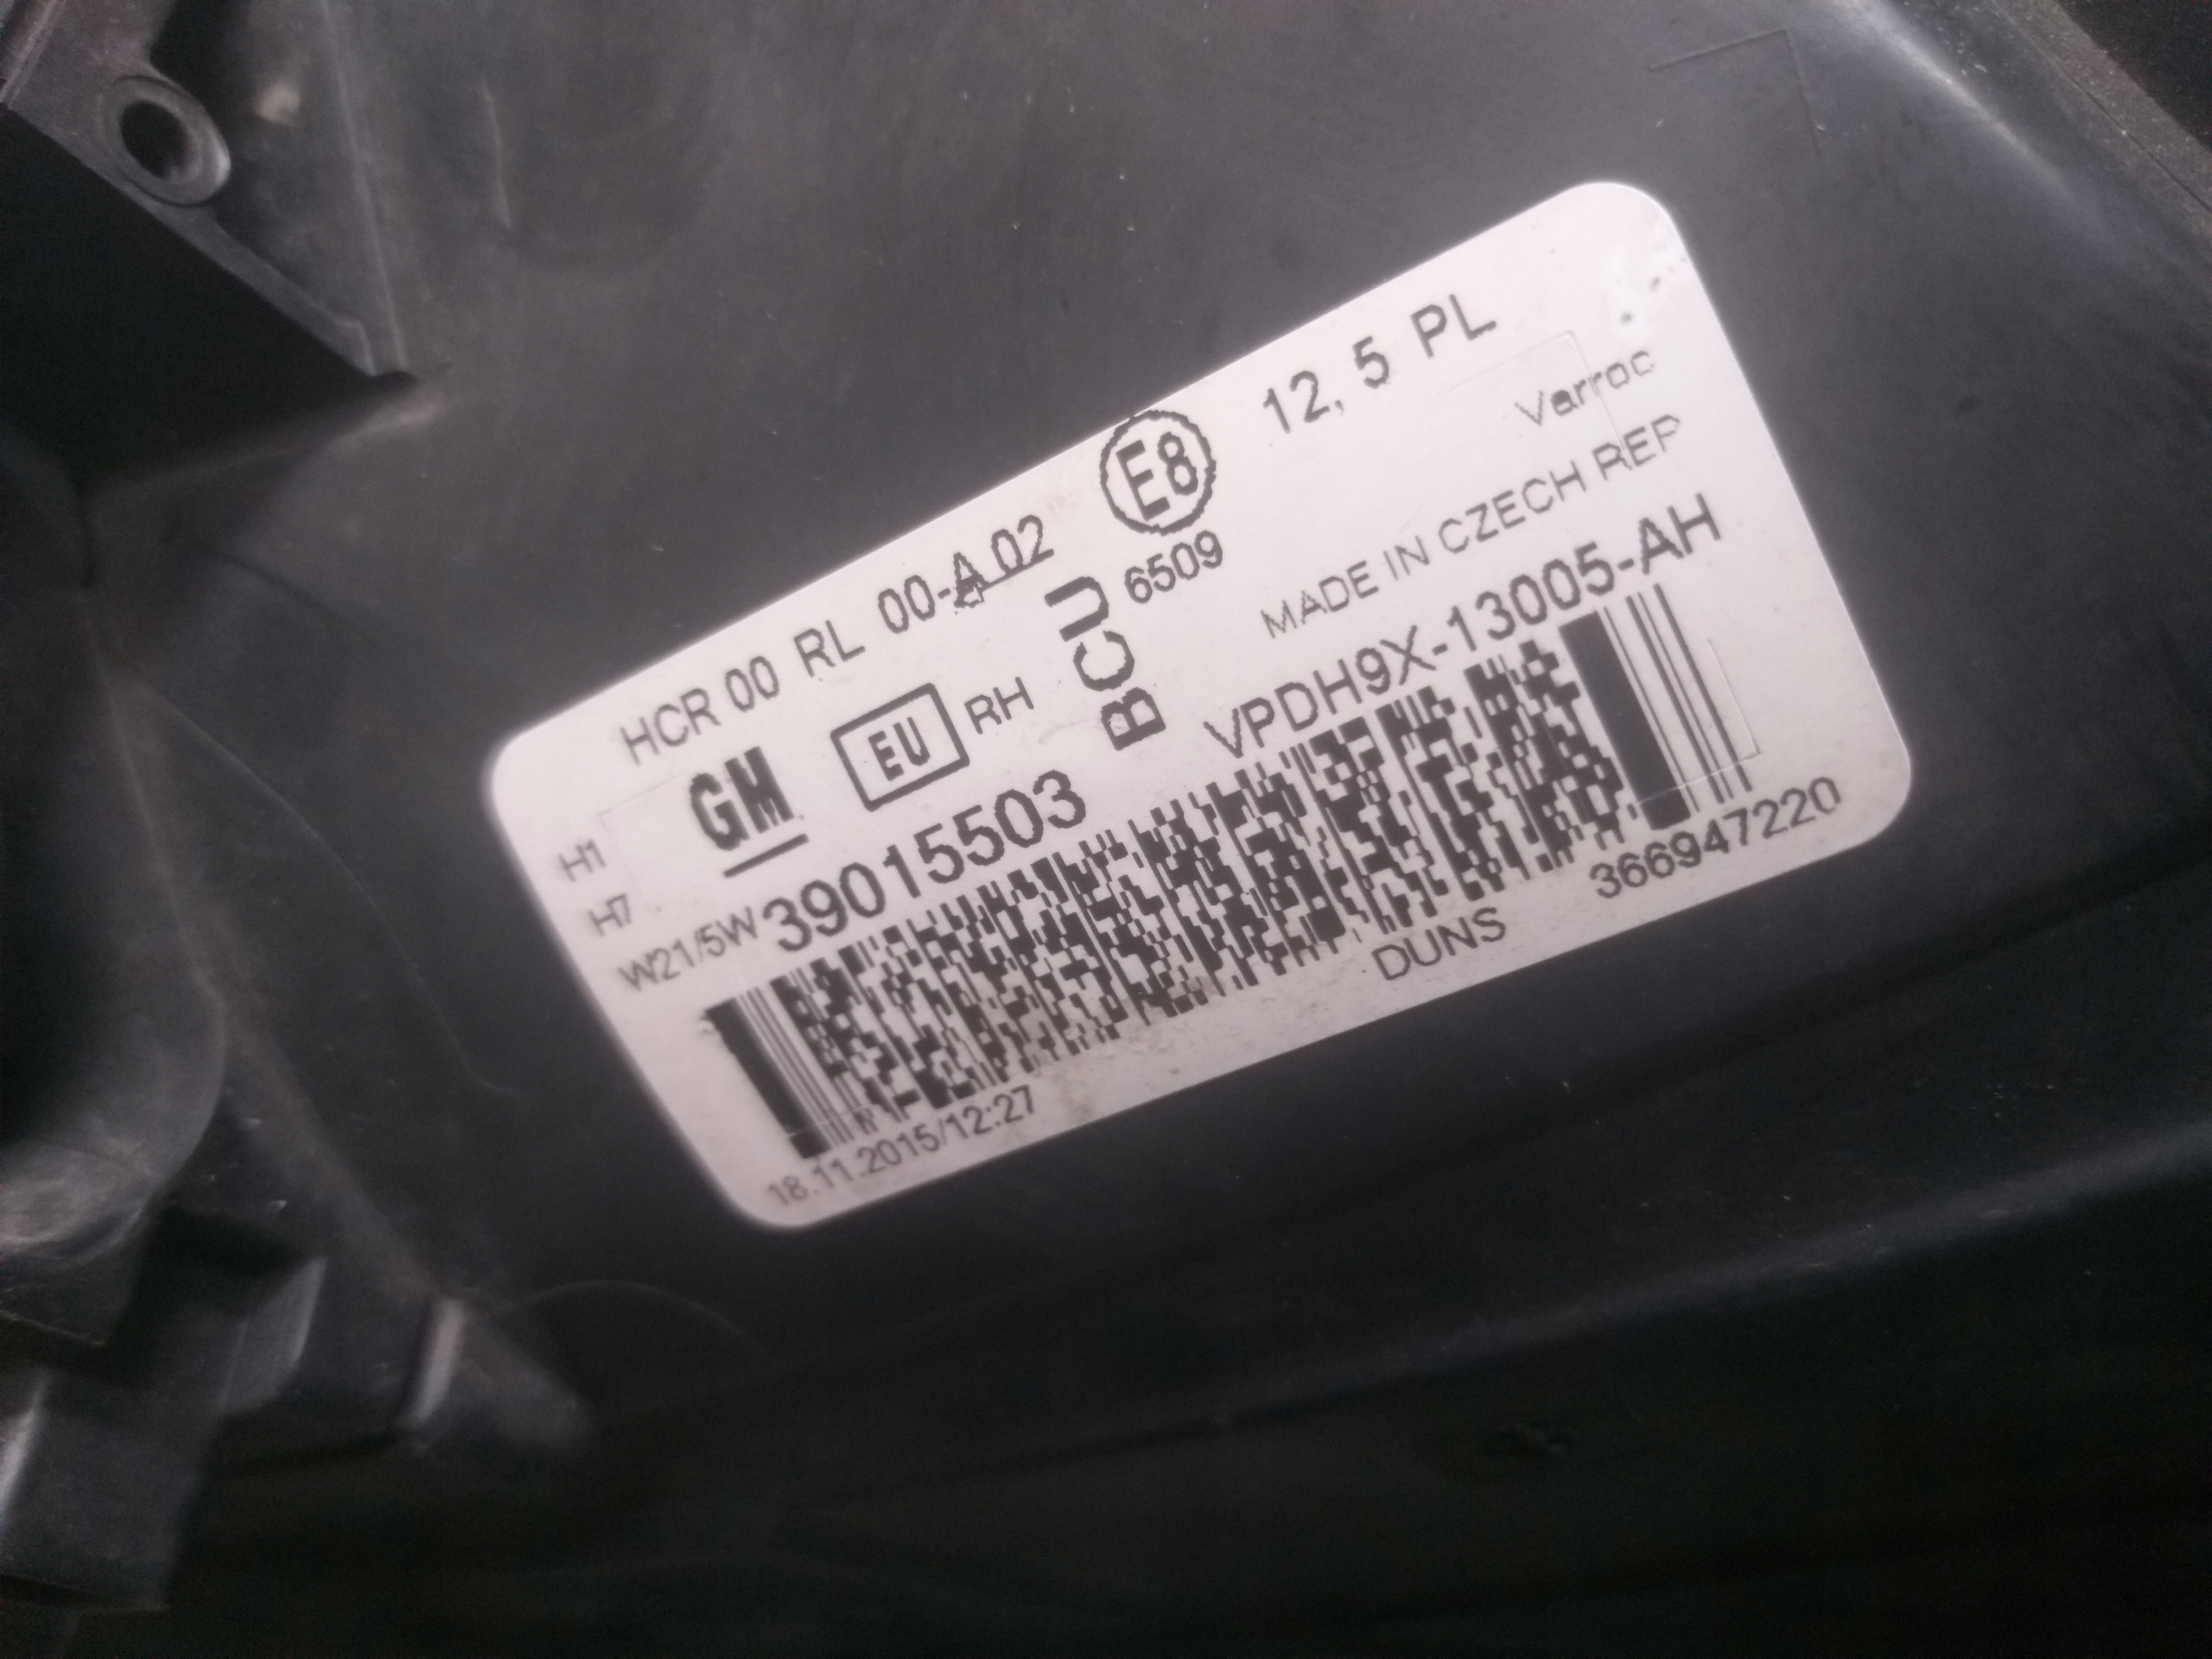 HCR 00 RL 00-A 02
E8
12, 5 PL
6509
Varroc
MADE IN CZECH REP
GM
EU
RH
BCU
VPDH9X-13005-AH
H1
H7
W21/5W
39015503
18.11.2015/12:27
DUNS
366947220